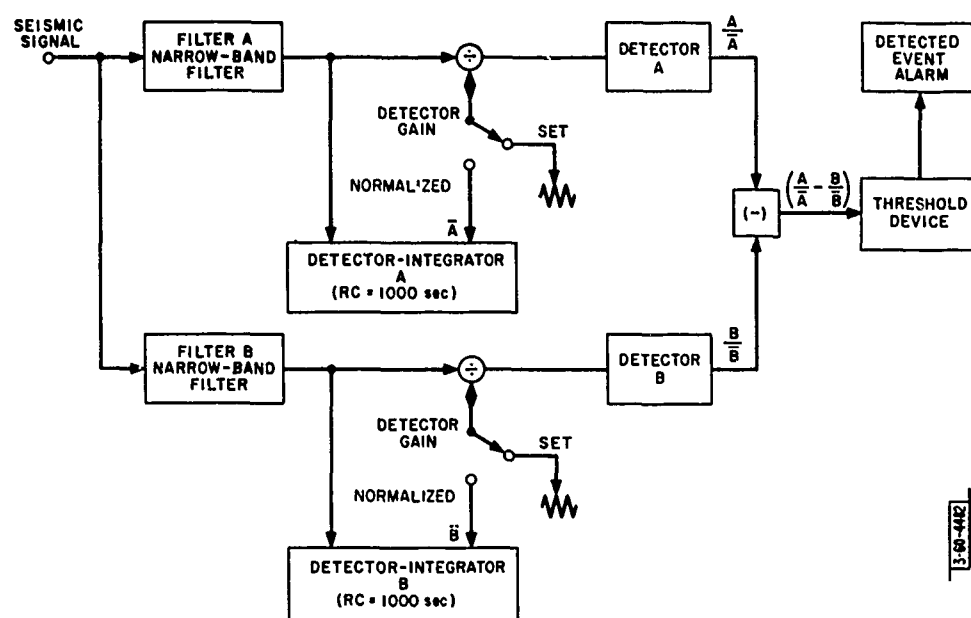 SEISMIC
SIGNAL
FILTER A
NARROW-BAND
FILTER
÷
DETECTOR
A
A/A̅
DETECTED
EVENT
ALARM
DETECTOR
GAIN
SET
NORMALIZED
A̅
DETECTOR-INTEGRATOR
A
(RC = 1000 sec)
(-)
(A/A̅ - B/B̅)
THRESHOLD
DEVICE
FILTER B
NARROW-BAND
FILTER
÷
DETECTOR
B
B/B̅
DETECTOR
GAIN
SET
NORMALIZED
B̈
DETECTOR-INTEGRATOR
B
(RC = 1000 sec)
3-60-4482